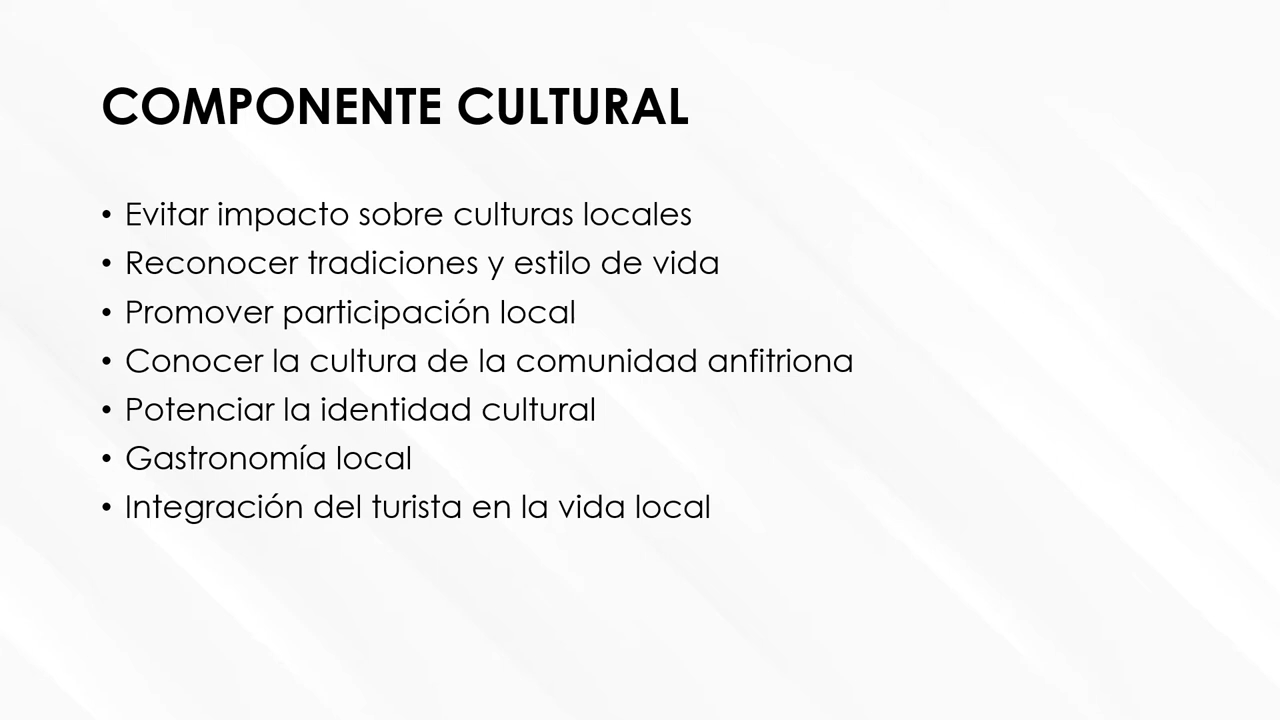 COMPONENTE CULTURAL
• Evitar impacto sobre culturas locales
• Reconocer tradiciones y estilo de vida
• Promover participación local
• Conocer la cultura de la comunidad anfitriona
• Potenciar la identidad cultural
• Gastronomía local
• Integración del turista en la vida local